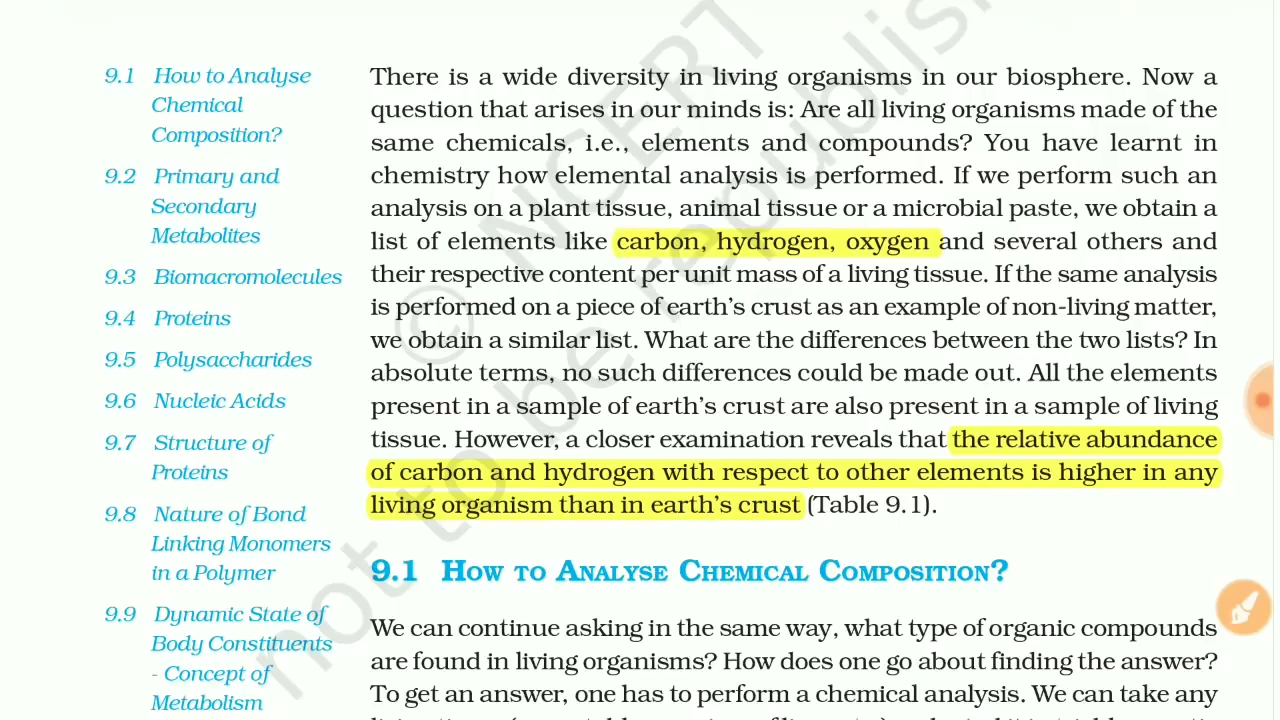 9.1 How to Analyse
Chemical
Composition?
9.2 Primary and
Secondary
Metabolites
9.3 Biomacromolecules
9.4 Proteins
9.5 Polysaccharides
9.6 Nucleic Acids
9.7 Structure of
Proteins
9.8 Nature of Bond
Linking Monomers
in a Polymer
9.9 Dynamic State of
Body Constituents
- Concept of
Metabolism
There is a wide diversity in living organisms in our biosphere. Now a
question that arises in our minds is: Are all living organisms made of the
same chemicals, i.e., elements and compounds? You have learnt in
chemistry how elemental analysis is performed. If we perform such an
analysis on a plant tissue, animal tissue or a microbial paste, we obtain a
list of elements like carbon, hydrogen, oxygen and several others and
their respective content per unit mass of a living tissue. If the same analysis
is performed on a piece of earth's crust as an example of non-living matter,
we obtain a similar list. What are the differences between the two lists? In
absolute terms, no such differences could be made out. All the elements
present in a sample of earth's crust are also present in a sample of living
tissue. However, a closer examination reveals that the relative abundance
of carbon and hydrogen with respect to other elements is higher in any
living organism than in earth's crust (Table 9.1).
9.1 HOW TO ANALYSE CHEMICAL COMPOSITION?
We can continue asking in the same way, what type of organic compounds
are found in living organisms? How does one go about finding the answer?
To get an answer, one has to perform a chemical analysis. We can take any
© NCERT
not to be republish